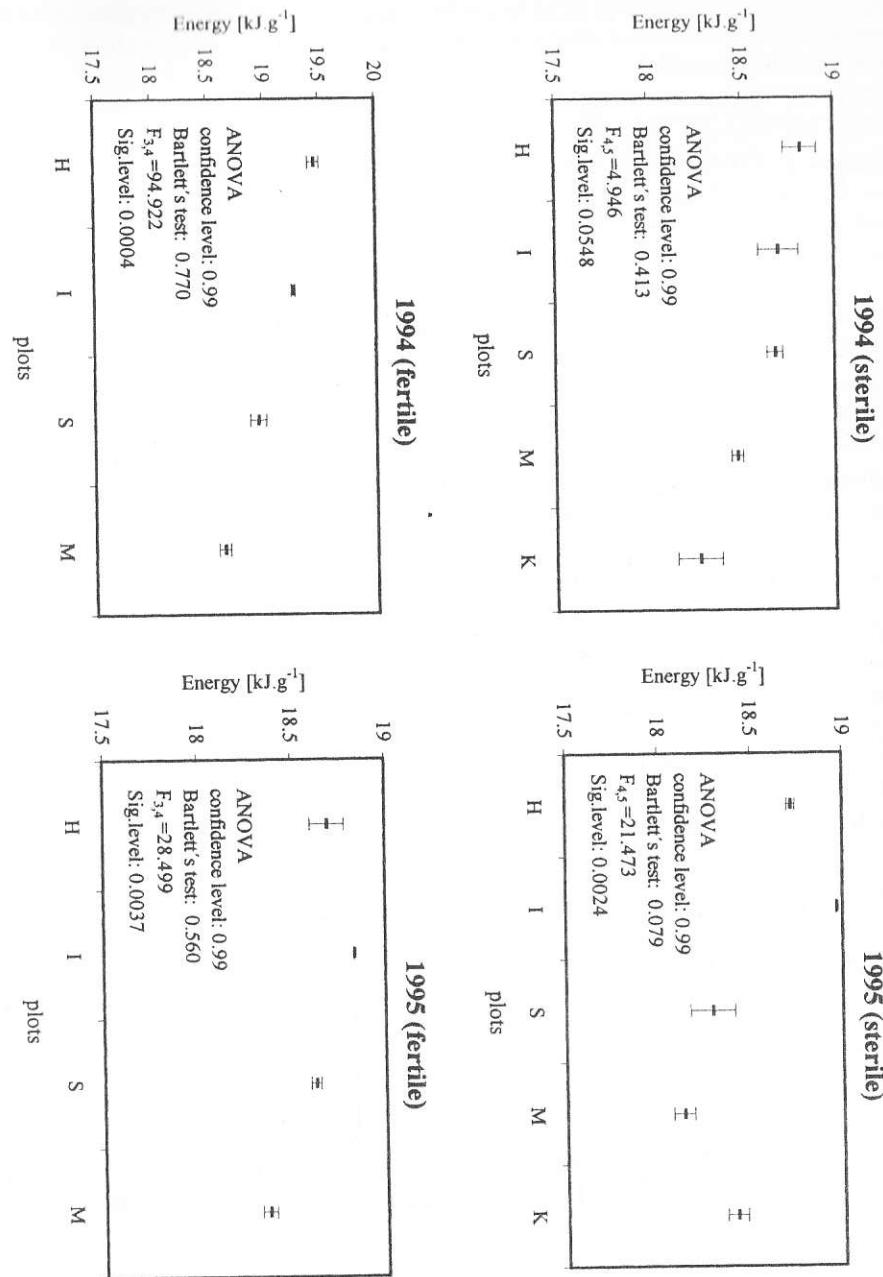 1994 (sterile)
Energy [kJ.g⁻¹]
19
18.5
18
17.5
ANOVA
confidence level: 0.99
Bartlett´s test: 0.413
F₄,₅=4.946
Sig.level: 0.0548
H I S M K
plots
1995 (sterile)
Energy [kJ.g⁻¹]
19
18.5
18
17.5
ANOVA
confidence level: 0.99
Bartlett´s test: 0.079
F₄,₅=21.473
Sig.level: 0.0024
H I S M K
plots
1994 (fertile)
Energy [kJ.g⁻¹]
20
19.5
19
18.5
18
17.5
ANOVA
confidence level: 0.99
Bartlett´s test: 0.770
F₃,₄=94.922
Sig.level: 0.0004
H I S M
plots
1995 (fertile)
Energy [kJ.g⁻¹]
19
18.5
18
17.5
ANOVA
confidence level: 0.99
Bartlett´s test: 0.560
F₃,₄=28.499
Sig.level: 0.0037
H I S M
plots